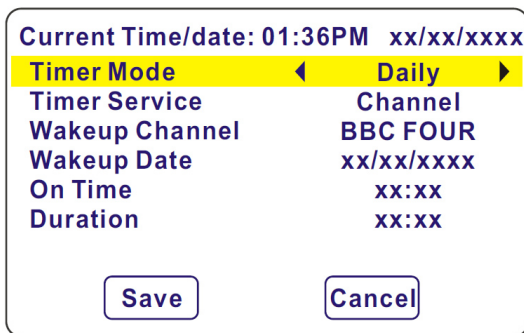 Current Time/date: 01:36PM xx/xx/xxxx
Timer Mode Daily
Timer Service Channel
Wakeup Channel BBC FOUR
Wakeup Date xx/xx/xxxx
On Time xx:xx
Duration xx:xx
Save Cancel